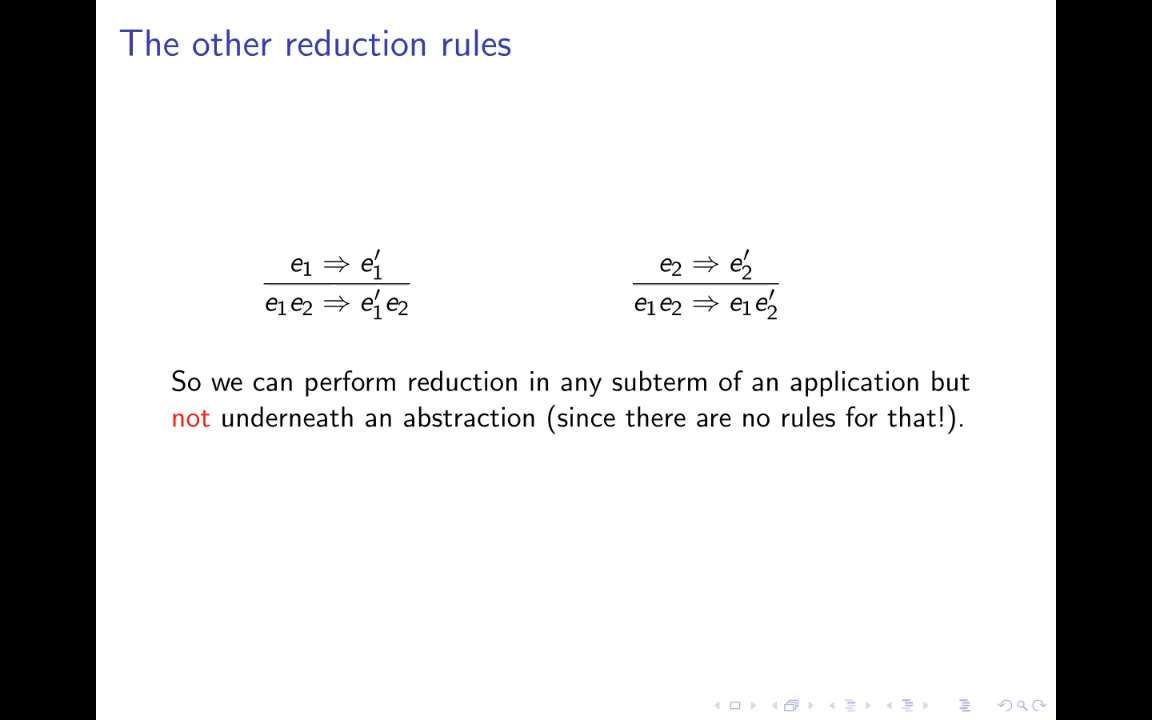 The other reduction rules
e₁ ⇒ e₁′
e₁e₂ ⇒ e₁′e₂
e₂ ⇒ e₂′
e₁e₂ ⇒ e₁e₂′
So we can perform reduction in any subterm of an application but
not underneath an abstraction (since there are no rules for that!).